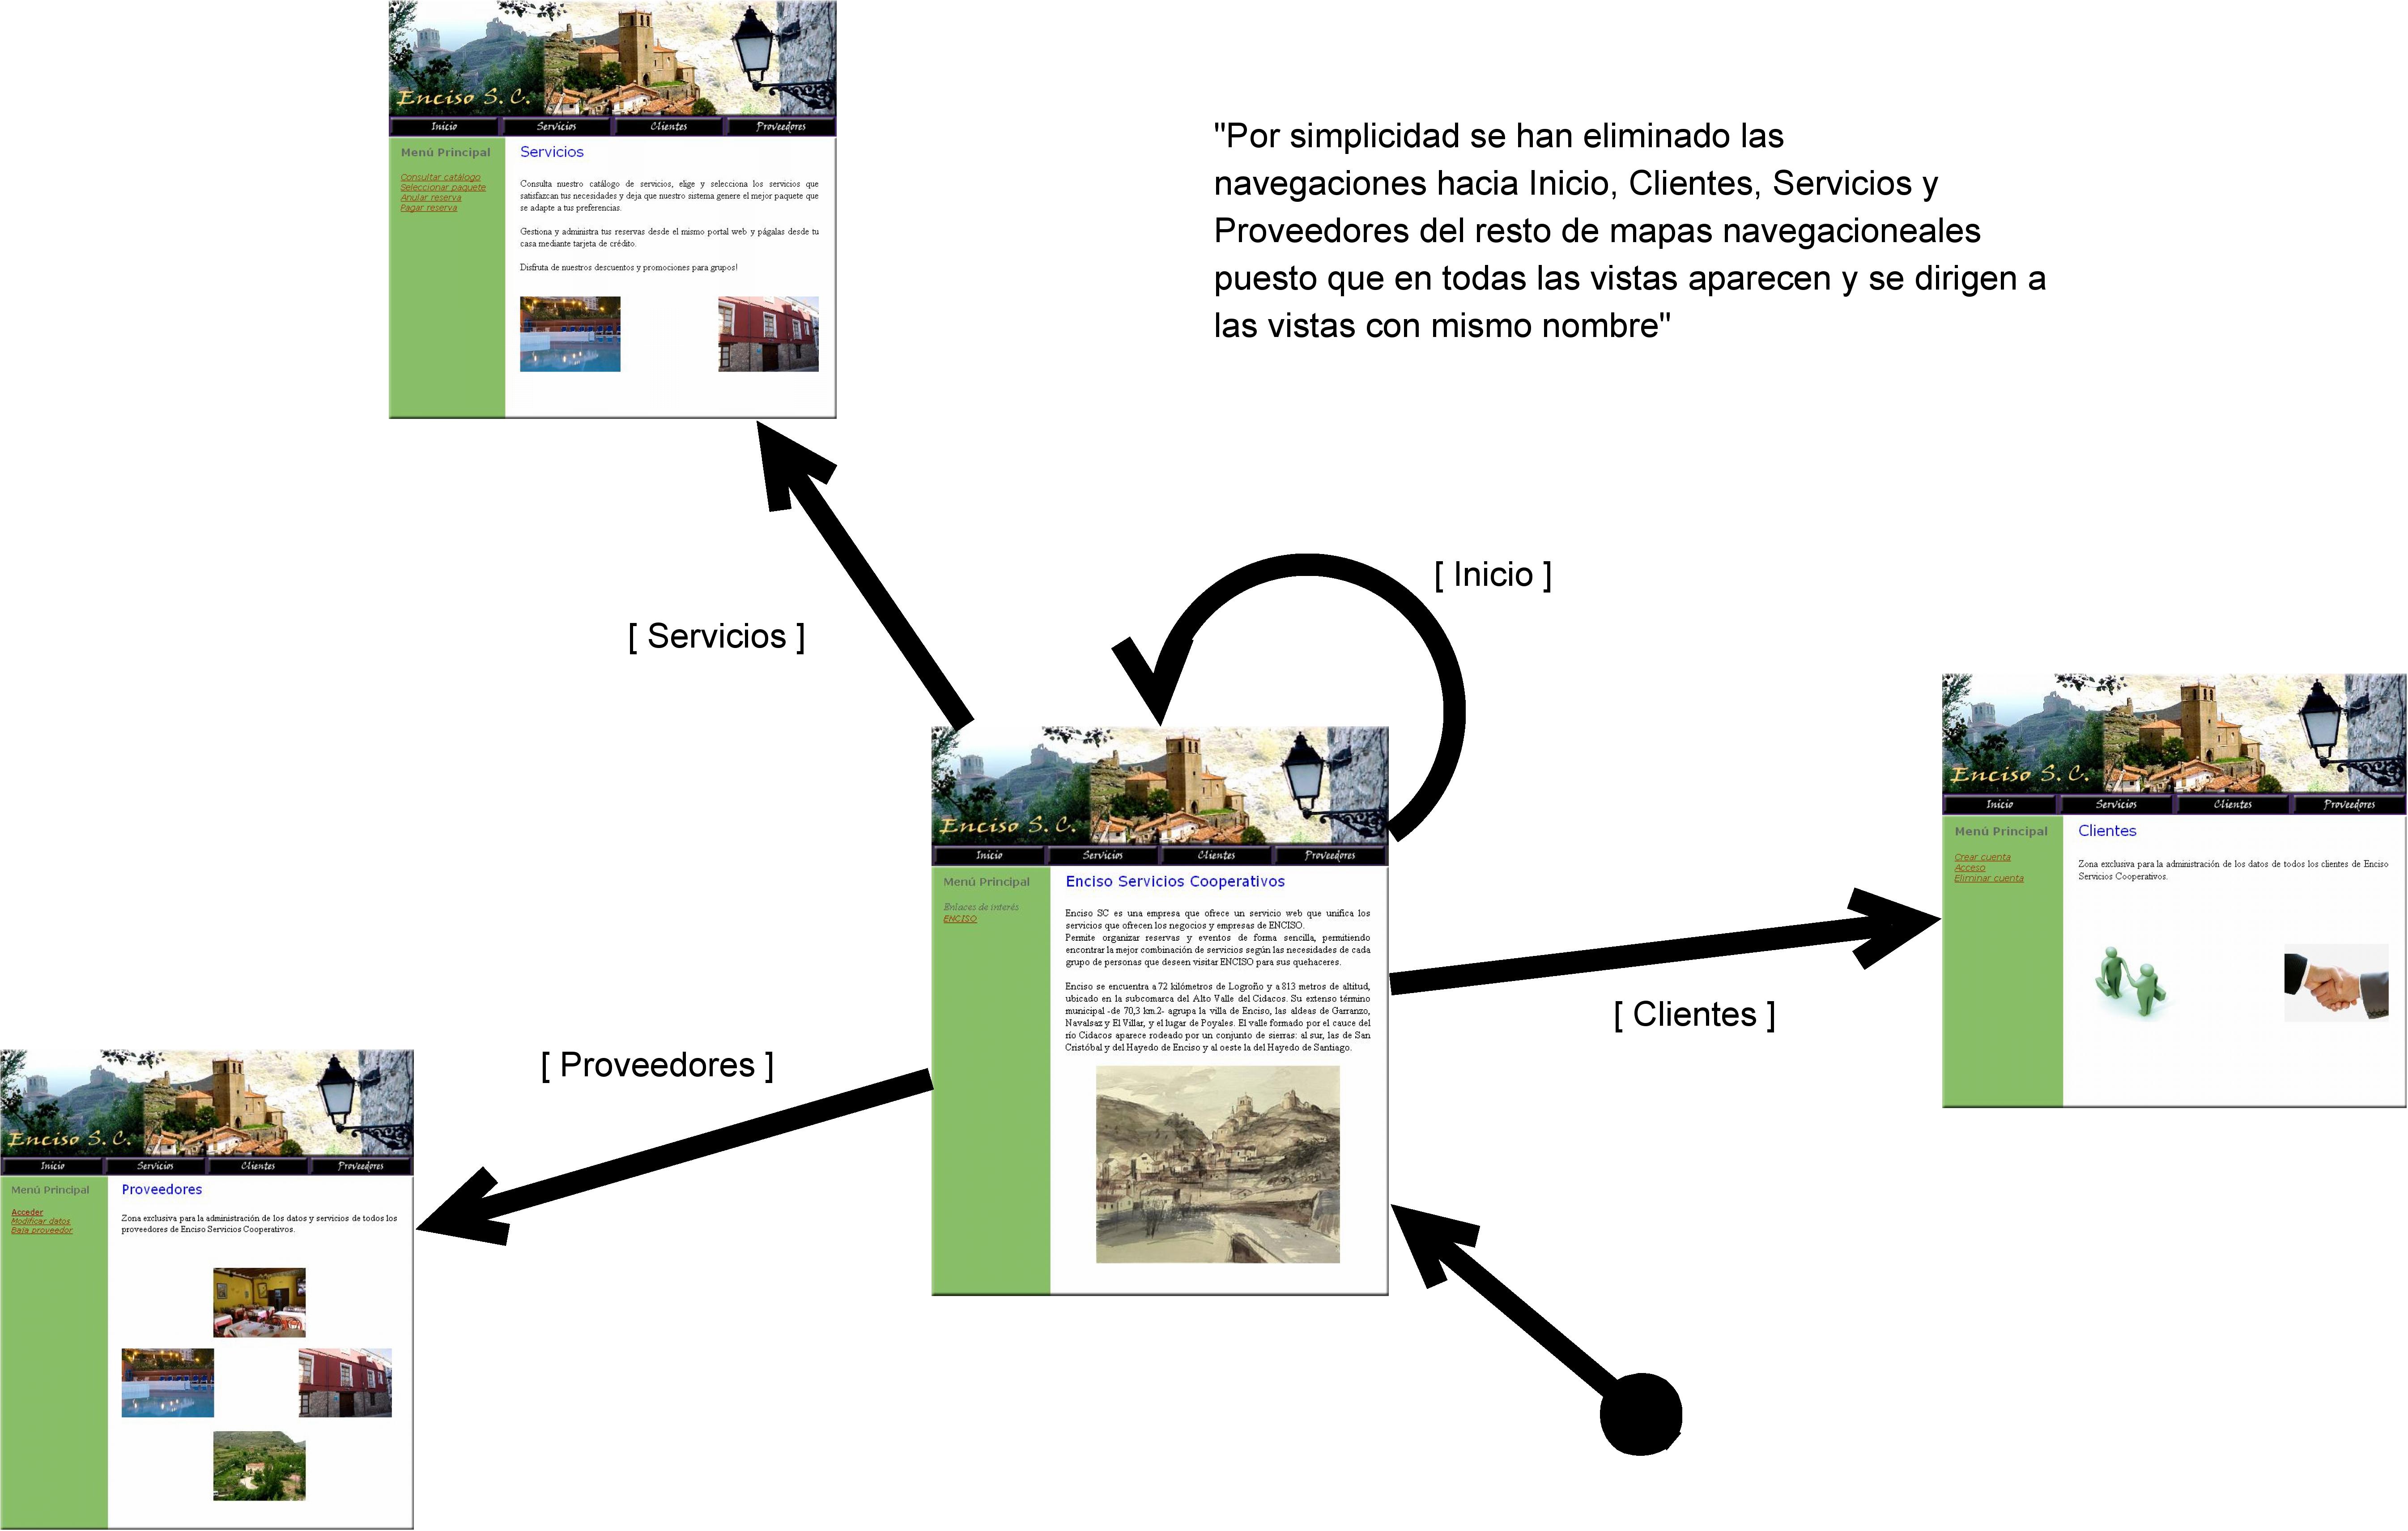 Enciso S. C.
Inicio Servicios Clientes Proveedores
Menú Principal
Consultar catálogo
Seleccionar paquete
Anular reserva
Pagar reserva
Servicios
Consulta nuestro catálogo de servicios, elige y selecciona los servicios que
satisfazcan tus necesidades y deja que nuestro sistema genere el mejor paquete que
se adapte a tus preferencias.
Gestiona y administra tus reservas desde el mismo portal web y págalas desde tu
casa mediante tarjeta de crédito.
Disfruta de nuestros descuentos y promociones para grupos!
"Por simplicidad se han eliminado las
navegaciones hacia Inicio, Clientes, Servicios y
Proveedores del resto de mapas navegacioneales
puesto que en todas las vistas aparecen y se dirigen a
las vistas con mismo nombre"
[ Servicios ]
[ Inicio ]
Enciso S. C.
Inicio Servicios Clientes Proveedores
Menú Principal
Enlaces de interés
ENCISO
Enciso Servicios Cooperativos
Enciso SC es una empresa que ofrece un servicio web que unifica los
servicios que ofrecen los negocios y empresas de ENCISO.
Permite organizar reservas y eventos de forma sencilla, permitiendo
encontrar la mejor combinación de servicios según las necesidades de cada
grupo de personas que deseen visitar ENCISO para sus quehaceres.
Enciso se encuentra a 72 kilómetros de Logroño y a 813 metros de altitud,
ubicado en la subcomarca del Alto Valle del Cidacos. Su extenso término
municipal -de 70,3 km.2- agrupa la villa de Enciso, las aldeas de Garranzo,
Navalsaz y El Villar, y el lugar de Poyales. El valle formado por el cauce del
río Cidacos aparece rodeado por un conjunto de sierras: al sur, las de San
Cristóbal y del Hayedo de Enciso y al oeste la del Hayedo de Santiago.
Enciso S. C.
Inicio Servicios Clientes Proveedores
Menú Principal
Crear cuenta
Acceso
Eliminar cuenta
Clientes
Zona exclusiva para la administración de los datos de todos los clientes de Enciso
Servicios Cooperativos.
[ Clientes ]
[ Proveedores ]
Enciso S. C.
Inicio Servicios Clientes Proveedores
Menú Principal
Acceder
Modificar datos
Baja proveedor
Proveedores
Zona exclusiva para la administración de los datos y servicios de todos los
proveedores de Enciso Servicios Cooperativos.